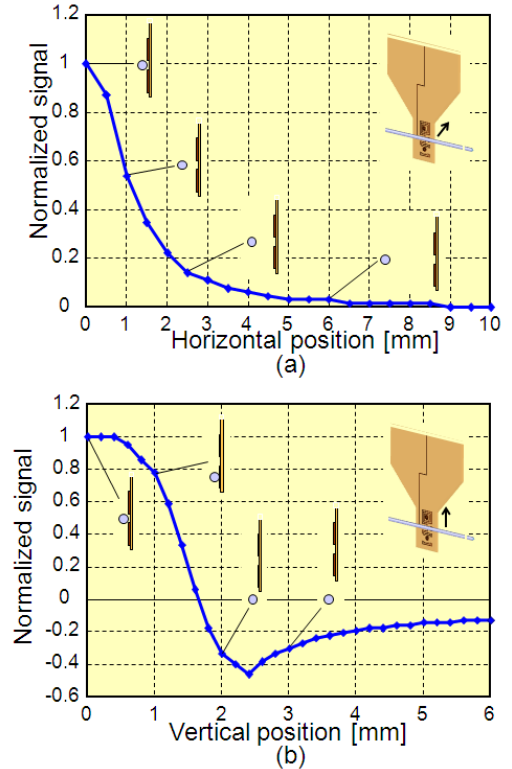 1.2
1
0.8
0.6
0.4
0.2
0
Normalized signal
0 1 2 3 4 5 6 7 8 9 10
Horizontal position [mm]
(a)
1.2
1
0.8
0.6
0.4
0.2
0
-0.2
-0.4
-0.6
Normalized signal
0 1 2 3 4 5 6
Vertical position [mm]
(b)